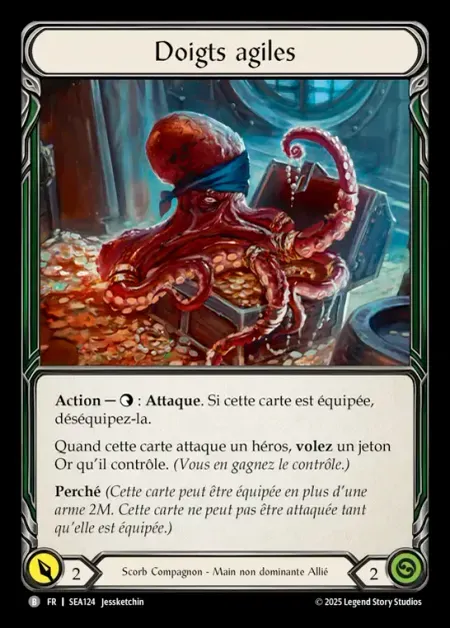 Doigts agiles
Action — : Attaque. Si cette carte est équipée,
déséquipez-la.
Quand cette carte attaque un héros, volez un jeton
Or qu'il contrôle. (Vous en gagnez le contrôle.)
Perché (Cette carte peut être équipée en plus d'une
arme 2M. Cette carte ne peut pas être attaquée tant
qu'elle est équipée.)
2
Scorb Compagnon - Main non dominante Allié
2
B FR | SEA124 Jessketchin
© 2025 Legend Story Studios